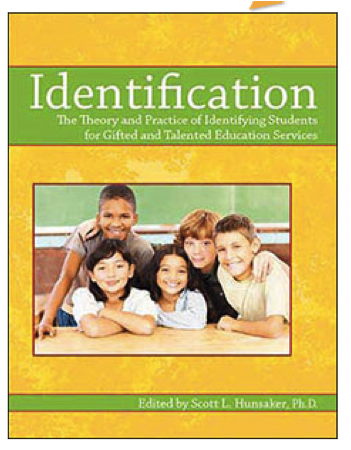 Identification
The Theory and Practice of Identifying Students
for Gifted and Talented Education Services
Edited by Scott L. Hunsaker, Ph.D.